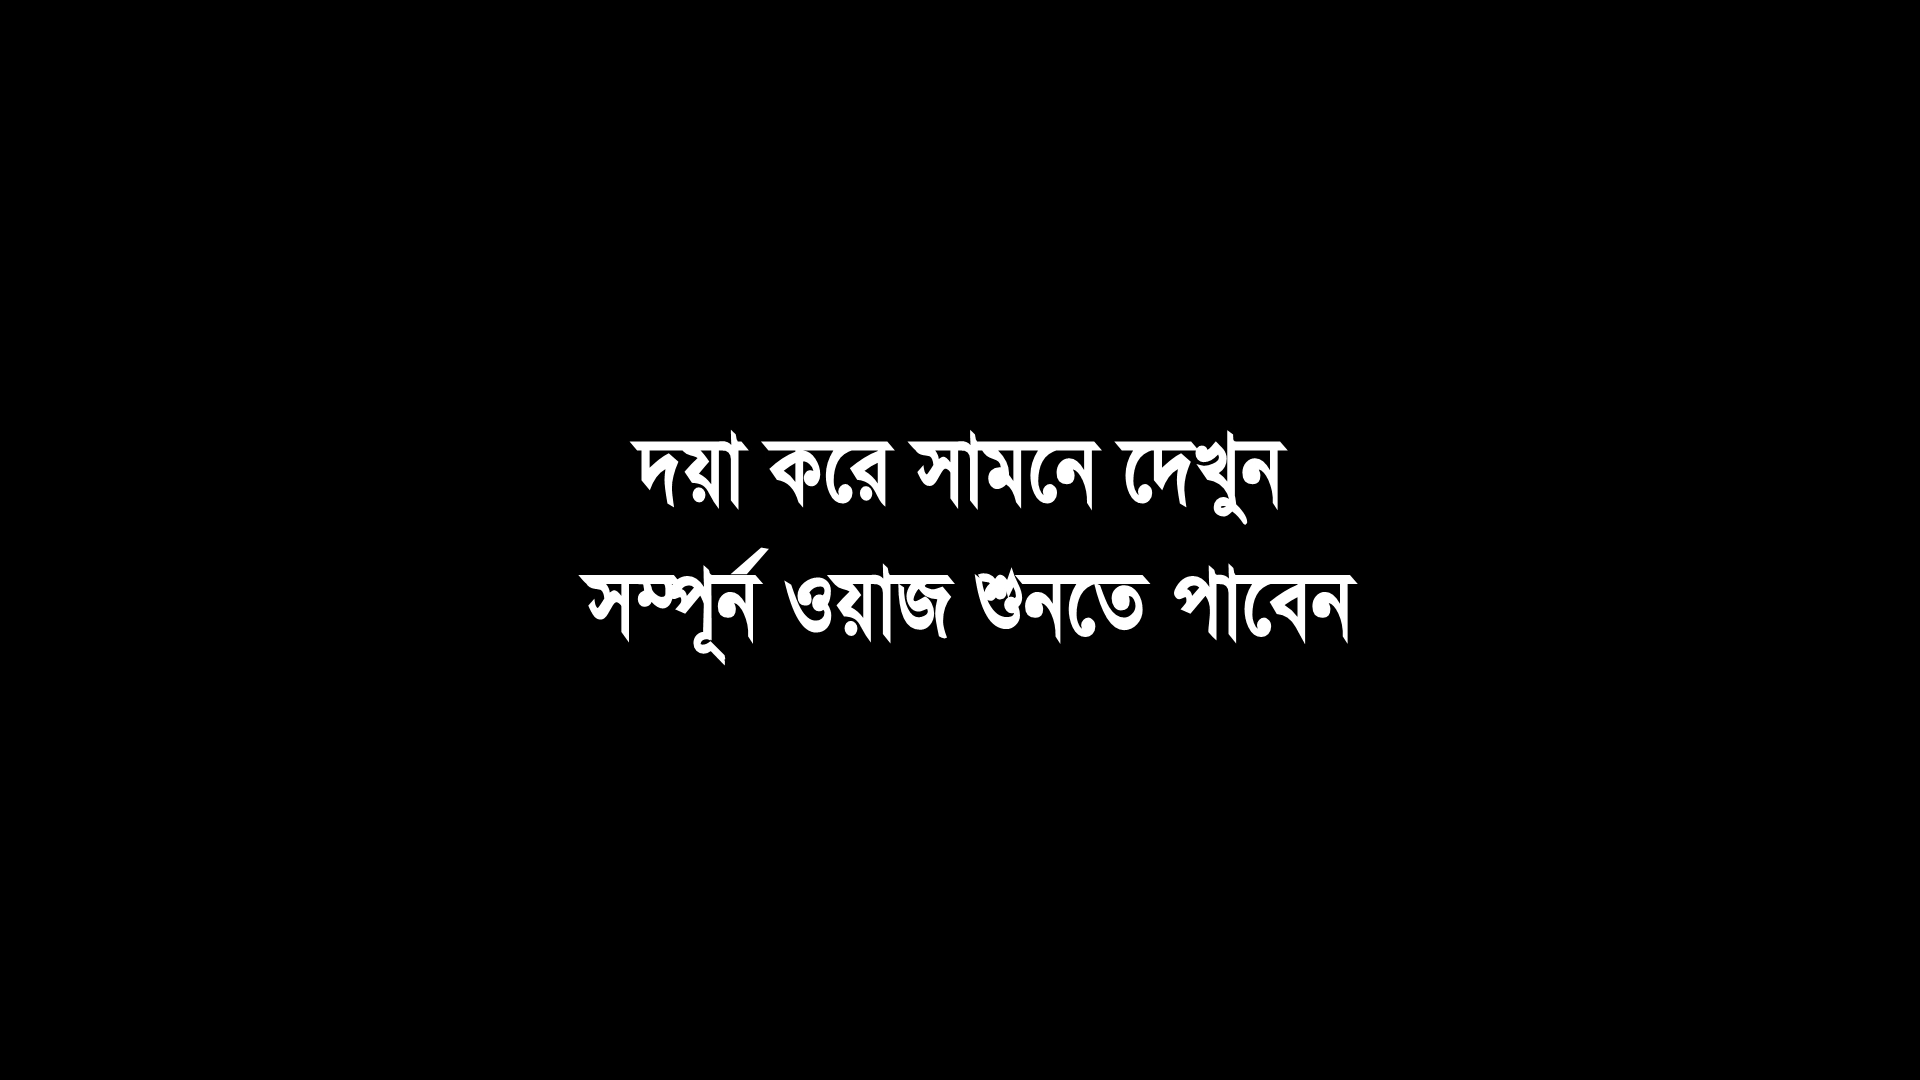 দয়া করে সামনে দেখুন
সম্পূর্ন ওয়াজ শুনতে পাবেন